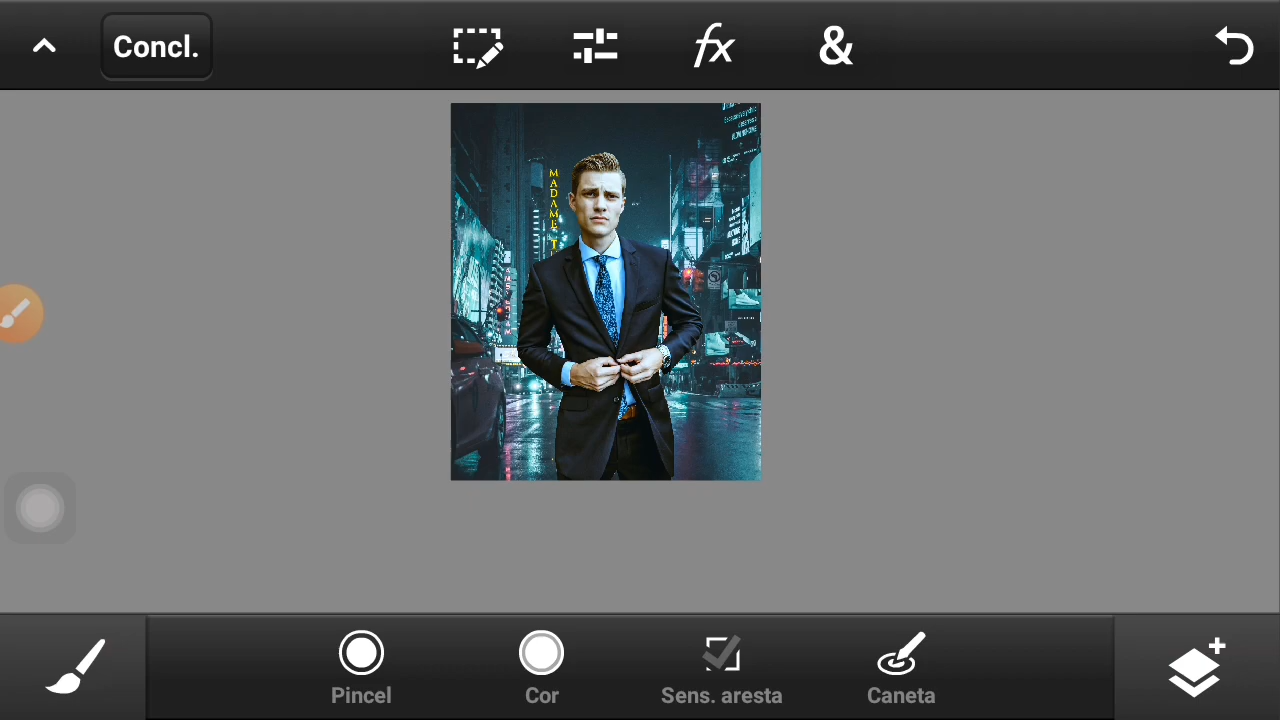 Concl.
fx
&
MADAME T
Pincel
Cor
Sens. aresta
Caneta